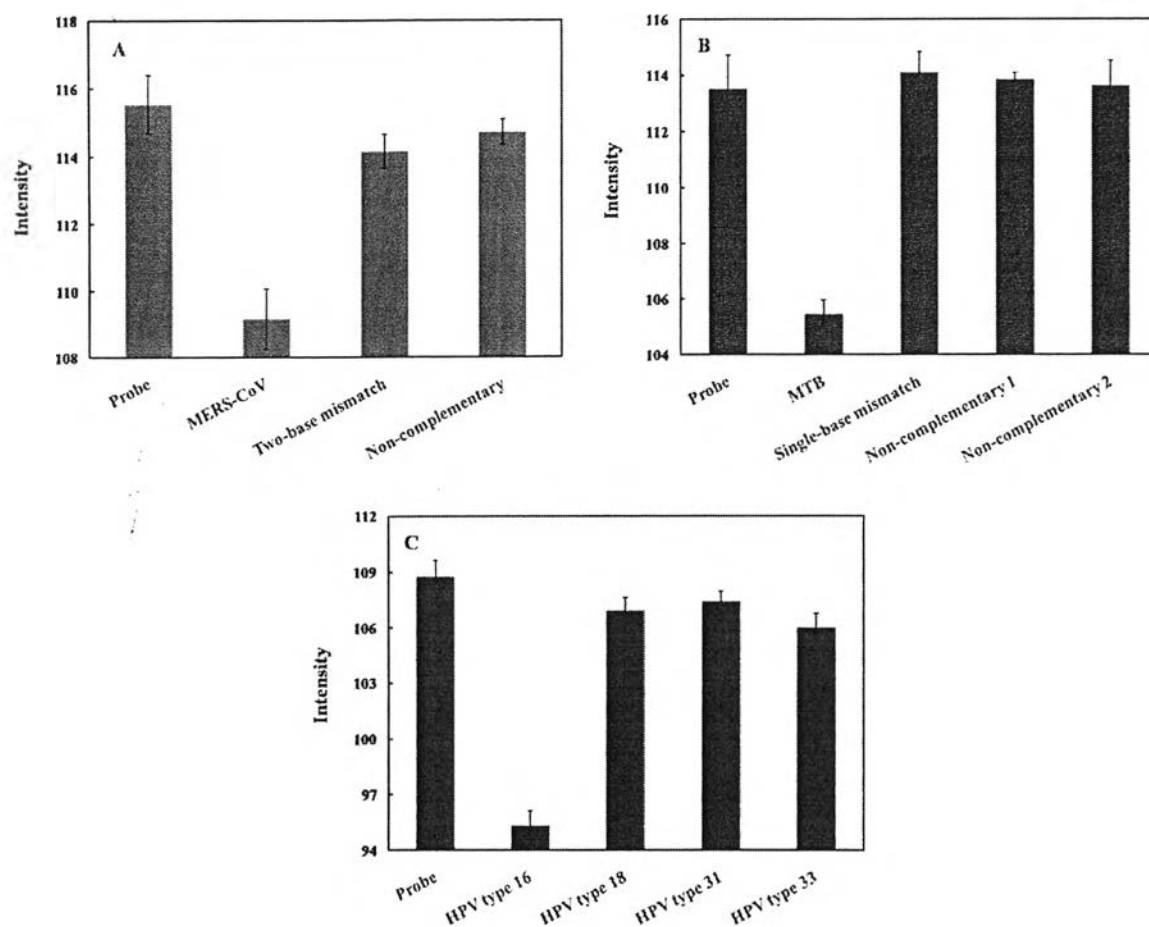 A
Intensity
118
116
114
112
110
108
Probe
MERS-CoV
Two-base mismatch
Non-complementary
B
Intensity
116
114
112
110
108
106
104
Probe
MTB
Single-base mismatch
Non-complementary 1
Non-complementary 2
C
Intensity
112
109
106
103
100
97
94
Probe
HPV type 16
HPV type 18
HPV type 31
HPV type 33